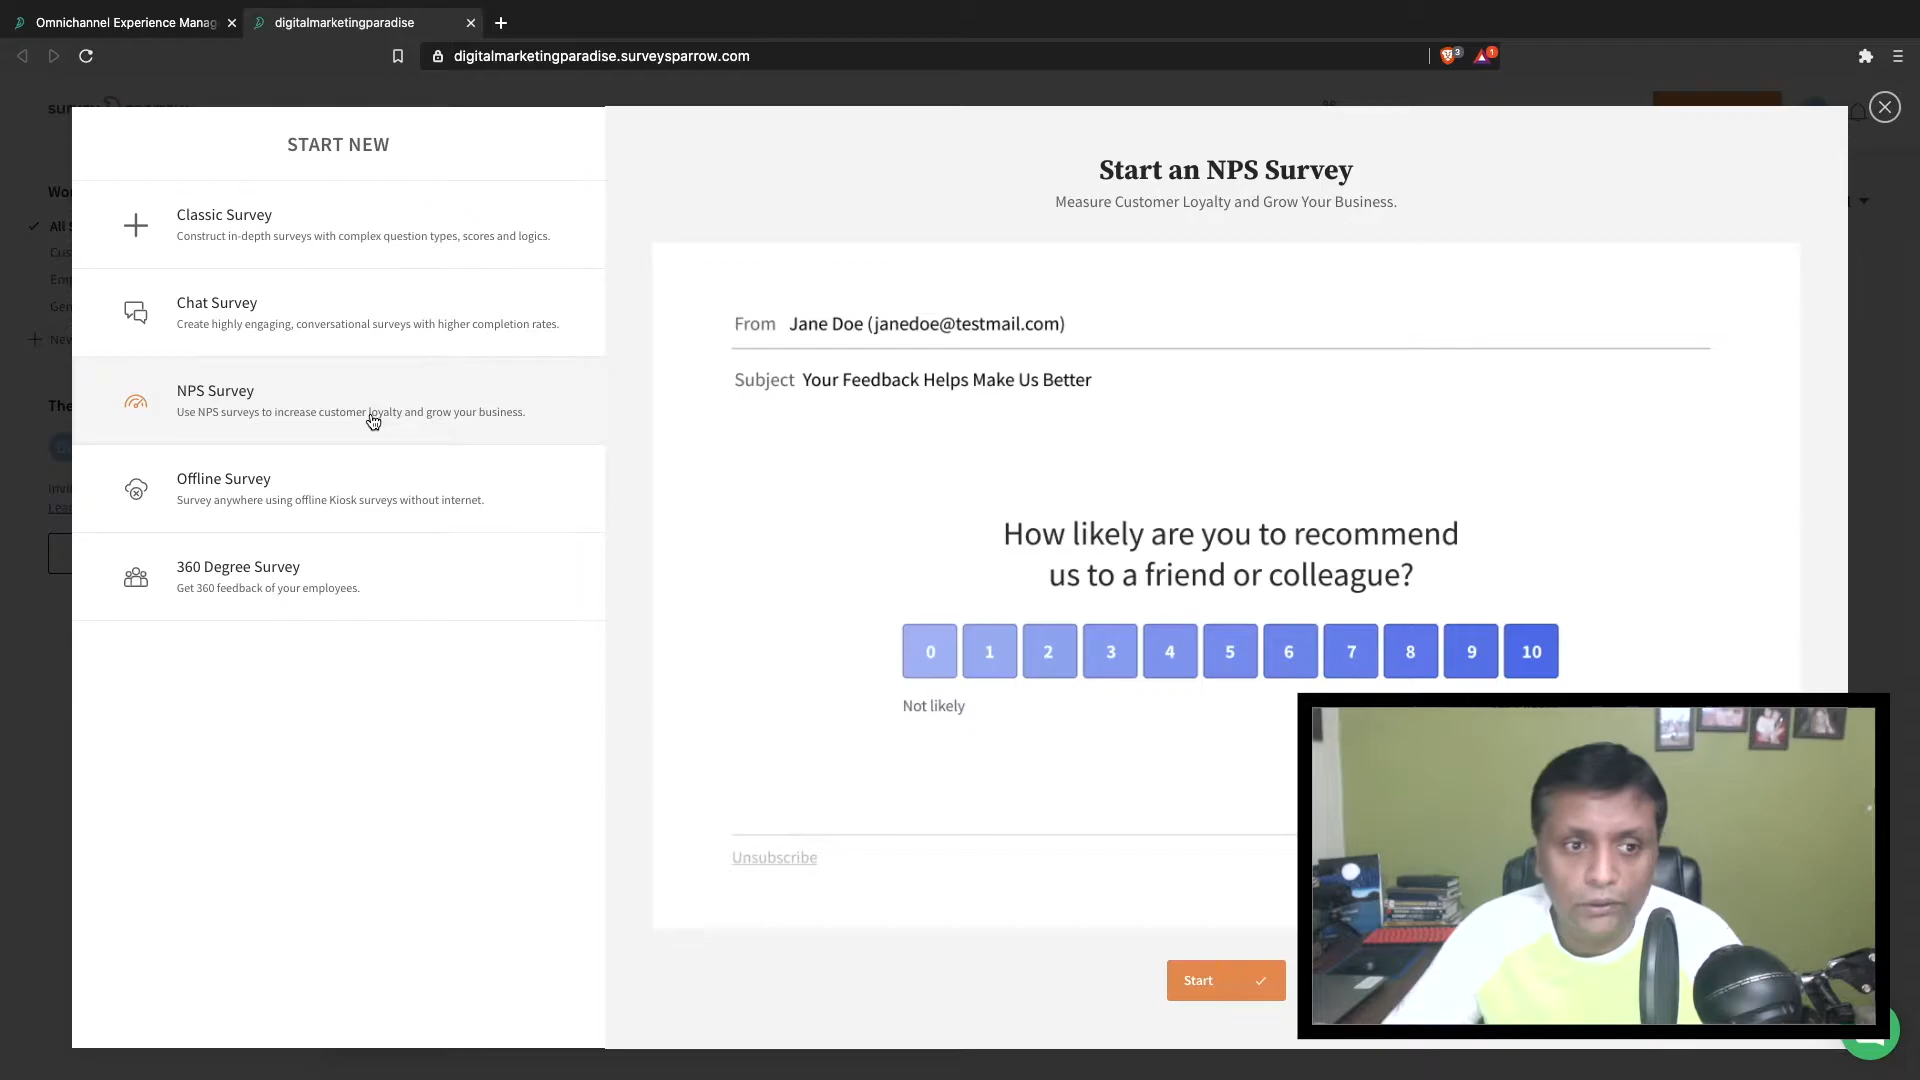 Omnichannel Experience Manag
digitalmarketingparadise
digitalmarketingparadise.surveysparrow.com
3
1
START NEW
Classic Survey
Construct in-depth surveys with complex question types, scores and logics.
Chat Survey
Create highly engaging, conversational surveys with higher completion rates.
NPS Survey
Use NPS surveys to increase customer loyalty and grow your business.
Offline Survey
Survey anywhere using offline Kiosk surveys without internet.
360 Degree Survey
Get 360 feedback of your employees.
Start an NPS Survey
Measure Customer Loyalty and Grow Your Business.
From Jane Doe (janedoe@testmail.com)
Subject Your Feedback Helps Make Us Better
How likely are you to recommend
us to a friend or colleague?
0 1 2 3 4 5 6 7 8 9 10
Not likely
Unsubscribe
Start